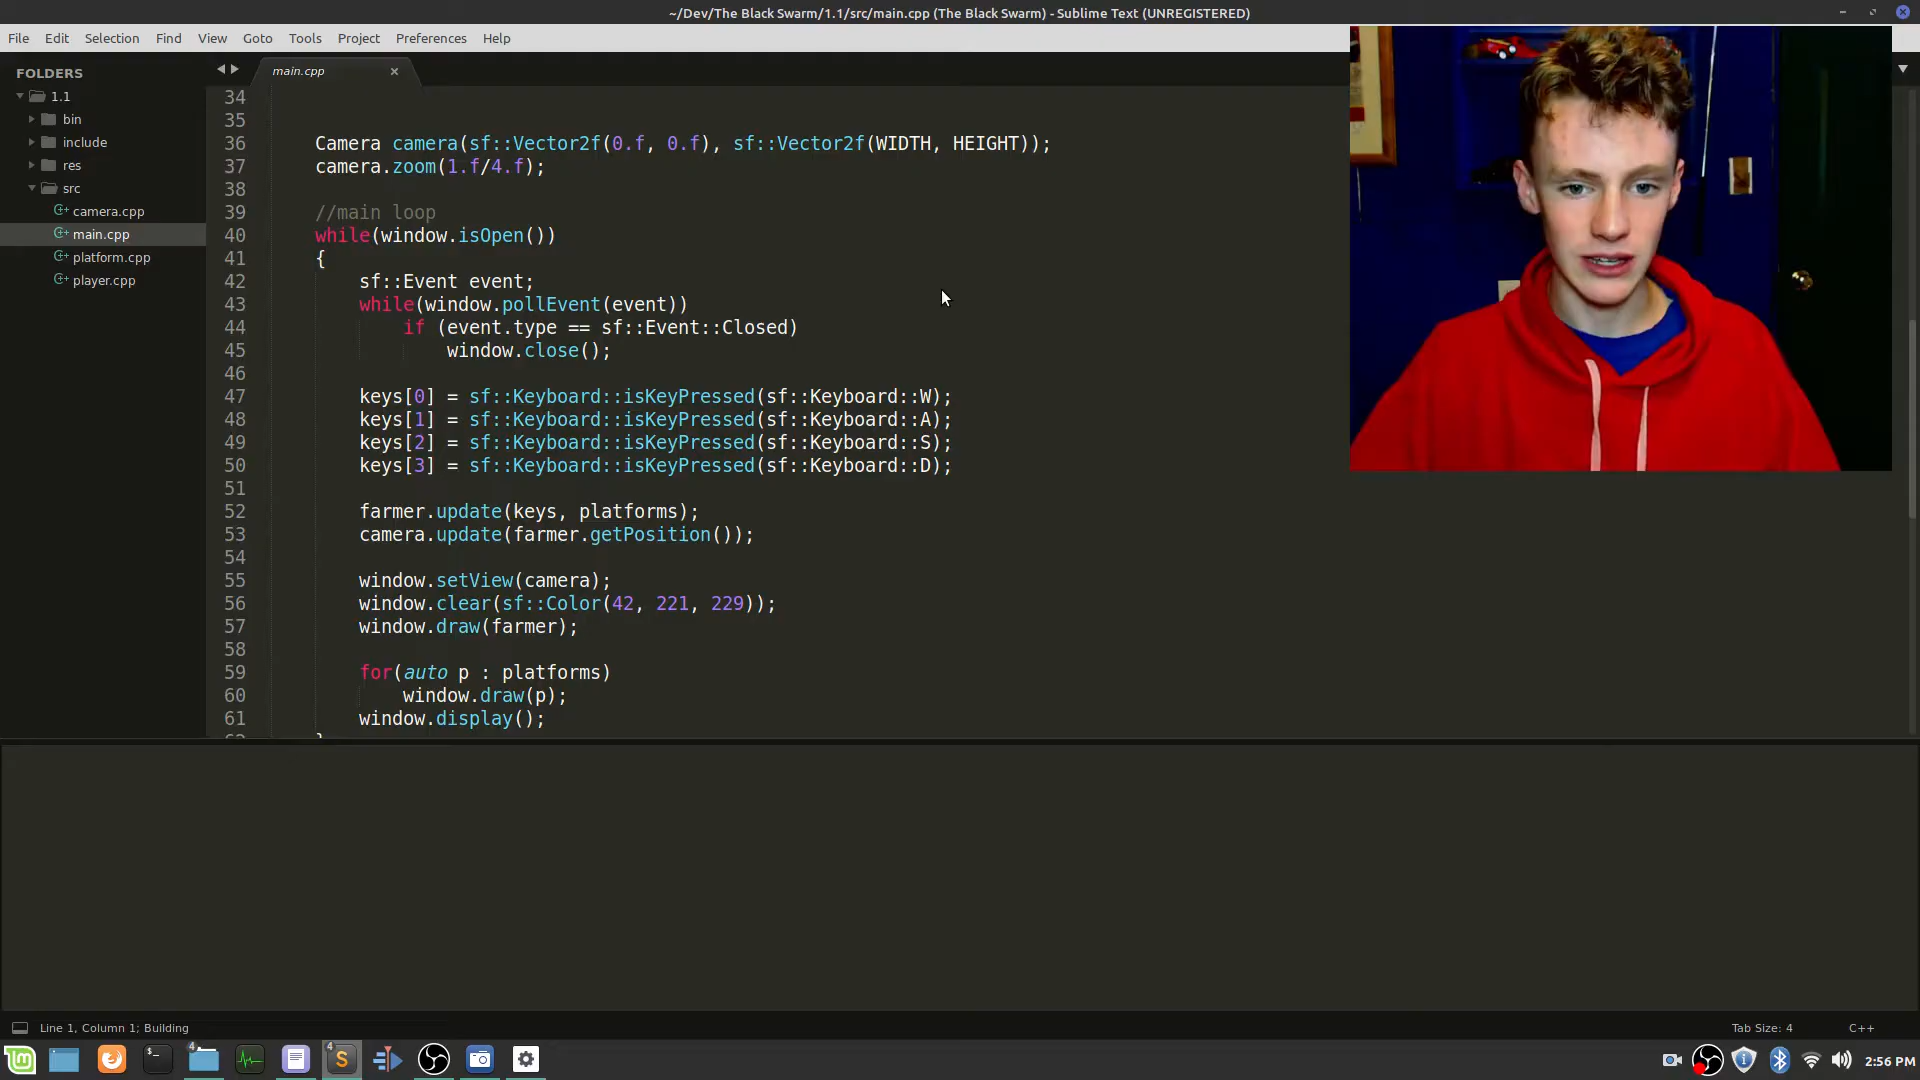 ~/Dev/The Black Swarm/1.1/src/main.cpp (The Black Swarm) - Sublime Text (UNREGISTERED)
File Edit Selection Find View Goto Tools Project Preferences Help
FOLDERS
1.1
bin
include
res
src
camera.cpp
main.cpp
platform.cpp
player.cpp
main.cpp
34
35
36 Camera camera(sf::Vector2f(0.f, 0.f), sf::Vector2f(WIDTH, HEIGHT));
37 camera.zoom(1.f/4.f);
38
39 //main loop
40 while(window.isOpen())
41 {
42 sf::Event event;
43 while(window.pollEvent(event))
44 if (event.type == sf::Event::Closed)
45 window.close();
46
47 keys[0] = sf::Keyboard::isKeyPressed(sf::Keyboard::W);
48 keys[1] = sf::Keyboard::isKeyPressed(sf::Keyboard::A);
49 keys[2] = sf::Keyboard::isKeyPressed(sf::Keyboard::S);
50 keys[3] = sf::Keyboard::isKeyPressed(sf::Keyboard::D);
51
52 farmer.update(keys, platforms);
53 camera.update(farmer.getPosition());
54
55 window.setView(camera);
56 window.clear(sf::Color(42, 221, 229));
57 window.draw(farmer);
58
59 for(auto p : platforms)
60 window.draw(p);
61 window.display();
Line 1, Column 1; Building
Tab Size: 4
C++
4
4
S
2:56 PM